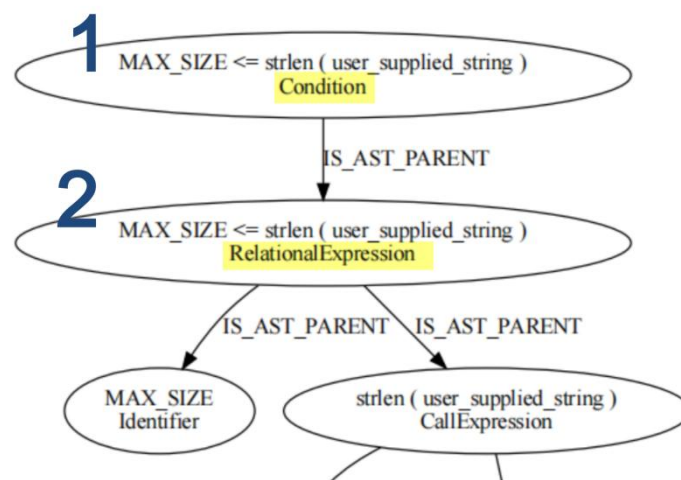 1
MAX_SIZE <= strlen ( user_supplied_string )
Condition
IS_AST_PARENT
2
MAX_SIZE <= strlen ( user_supplied_string )
RelationalExpression
IS_AST_PARENT
IS_AST_PARENT
MAX_SIZE
Identifier
strlen ( user_supplied_string )
CallExpression